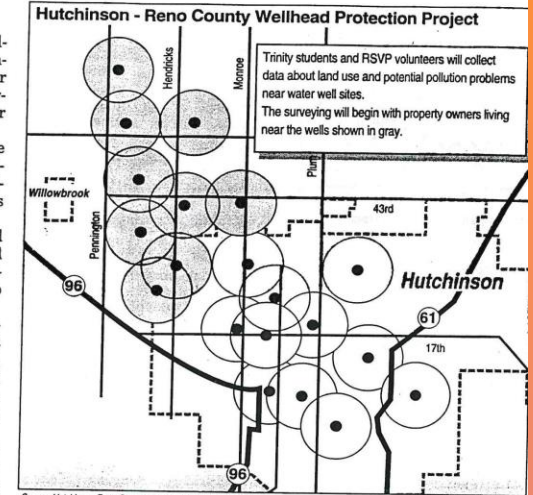 Hutchinson - Reno County Wellhead Protection Project
Trinity students and RSVP volunteers will collect
data about land use and potential pollution problems
near water well sites.
The surveying will begin with property owners living
near the wells shown in gray.
Hendricks
Monroe
Plum
Willowbrook
43rd
Pennington
Hutchinson
96
61
17th
96